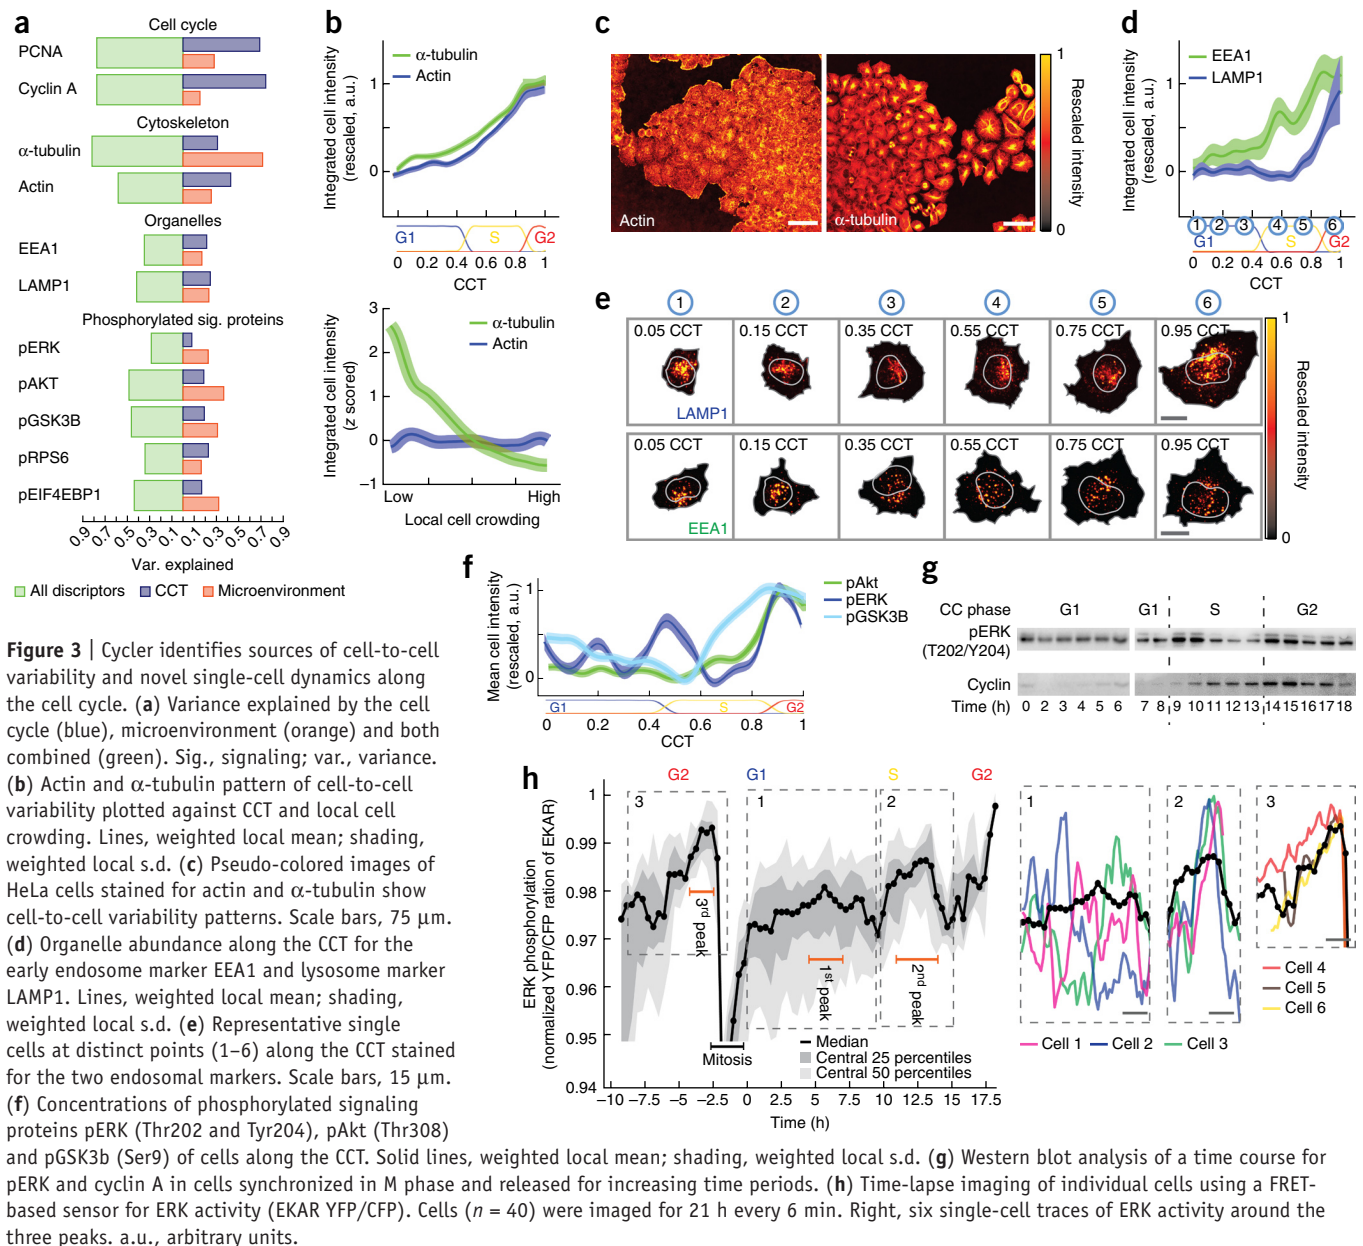 a
Cell cycle
PCNA
Cyclin A
Cytoskeleton
α-tubulin
Actin
Organelles
EEA1
LAMP1
Phosphorylated sig. proteins
pERK
pAKT
pGSK3B
pRPS6
pEIF4EBP1
0.9 0.7 0.5 0.3 0.1 0.1 0.3 0.5 0.7 0.9
Var. explained
All discriptors CCT Microenvironment
b
Integrated cell intensity
(rescaled, a.u.)
α-tubulin
Actin
1
0
G1 S G2
0 0.2 0.4 0.6 0.8 1
CCT
Integrated cell intensity
(z scored)
3
2
1
0
−1
α-tubulin
Actin
Low High
Local cell crowding
c
Actin
α-tubulin
1
0
Rescaled intensity
d
Integrated cell intensity
(rescaled, a.u.)
EEA1
LAMP1
1
0
1 2 3 4 5 6
G1 S G2
0 0.2 0.4 0.6 0.8 1
CCT
e
1 2 3 4 5 6
0.05 CCT 0.15 CCT 0.35 CCT 0.55 CCT 0.75 CCT 0.95 CCT
LAMP1
0.05 CCT 0.15 CCT 0.35 CCT 0.55 CCT 0.75 CCT 0.95 CCT
EEA1
1
0
Rescaled intensity
f
Mean cell intensity
(rescaled, a.u.)
1
0
pAkt
pERK
pGSK3B
G1 S G2
0 0.2 0.4 0.6 0.8 1
CCT
g
CC phase G1 G1 S G2
pERK
(T202/Y204)
Cyclin
Time (h) 0 2 3 4 5 6 7 8 9 10 11 12 13 14 15 16 17 18
h
G2 G1 S G2
ERK phosphorylation
(normalized YFP/CFP ration of EKAR)
1
0.99
0.98
0.97
0.96
0.95
0.94
3 1 2
3rd peak
1st peak
2nd peak
Mitosis
Median
Central 25 percentiles
Central 50 percentiles
−10 −7.5 −5 −2.5 0 2.5 5 7.5 10 12.5 15 17.5
Time (h)
1 2 3
Cell 1 Cell 2 Cell 3
Cell 4
Cell 5
Cell 6
Figure 3 | Cycler identifies sources of cell-to-cell
variability and novel single-cell dynamics along
the cell cycle. (a) Variance explained by the cell
cycle (blue), microenvironment (orange) and both
combined (green). Sig., signaling; var., variance.
(b) Actin and α-tubulin pattern of cell-to-cell
variability plotted against CCT and local cell
crowding. Lines, weighted local mean; shading,
weighted local s.d. (c) Pseudo-colored images of
HeLa cells stained for actin and α-tubulin show
cell-to-cell variability patterns. Scale bars, 75 μm.
(d) Organelle abundance along the CCT for the
early endosome marker EEA1 and lysosome marker
LAMP1. Lines, weighted local mean; shading,
weighted local s.d. (e) Representative single
cells at distinct points (1–6) along the CCT stained
for the two endosomal markers. Scale bars, 15 μm.
(f) Concentrations of phosphorylated signaling
proteins pERK (Thr202 and Tyr204), pAkt (Thr308)
and pGSK3b (Ser9) of cells along the CCT. Solid lines, weighted local mean; shading, weighted local s.d. (g) Western blot analysis of a time course for
pERK and cyclin A in cells synchronized in M phase and released for increasing time periods. (h) Time-lapse imaging of individual cells using a FRET-
based sensor for ERK activity (EKAR YFP/CFP). Cells (n = 40) were imaged for 21 h every 6 min. Right, six single-cell traces of ERK activity around the
three peaks. a.u., arbitrary units.